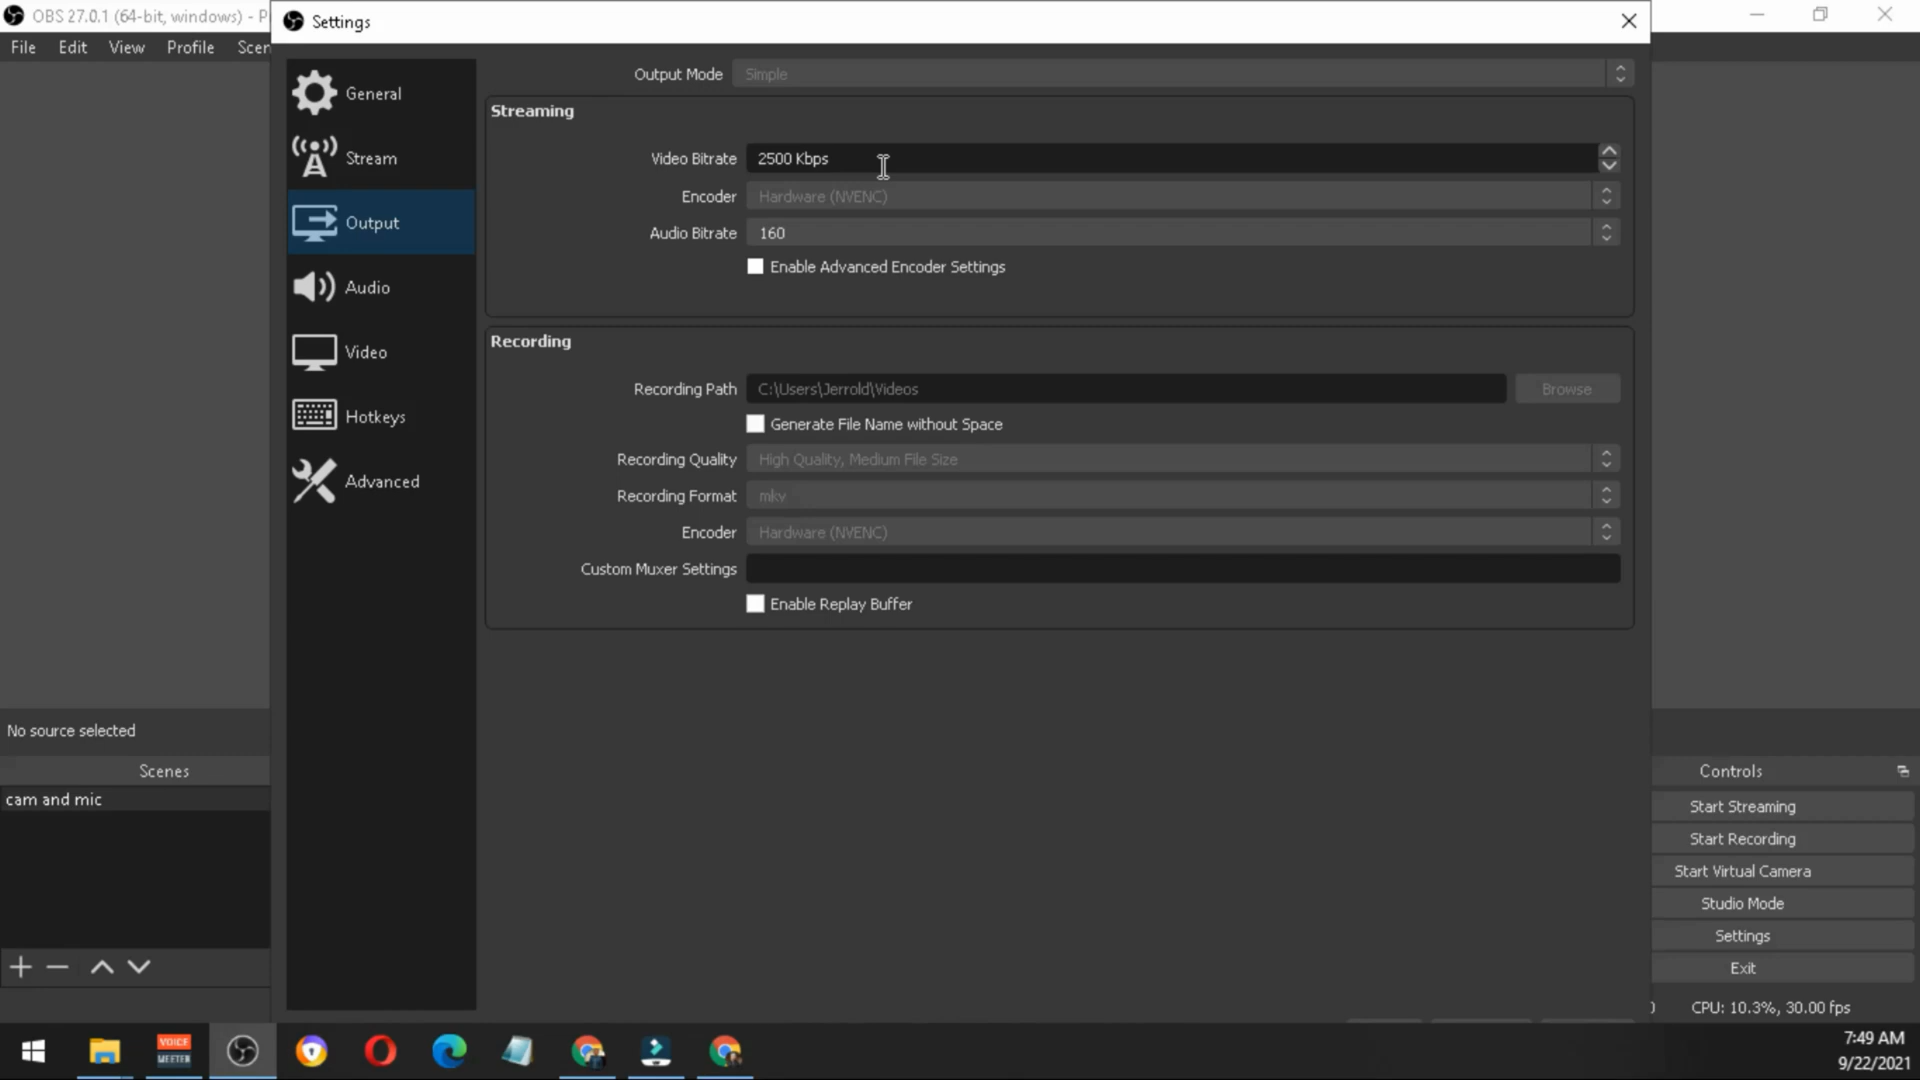 OBS 27.0.1 (64-bit, windows) - P
Settings
File Edit View Profile Scen
General
Stream
Output
Audio
Video
Hotkeys
Advanced
Output Mode Simple
Streaming
Video Bitrate 2500 Kbps
Encoder Hardware (NVENC)
Audio Bitrate 160
Enable Advanced Encoder Settings
Recording
Recording Path C:\Users\Jerrold\Videos Browse
Generate File Name without Space
Recording Quality High Quality, Medium File Size
Recording Format mkv
Encoder Hardware (NVENC)
Custom Muxer Settings
Enable Replay Buffer
No source selected
Scenes
cam and mic
Controls
Start Streaming
Start Recording
Start Virtual Camera
Studio Mode
Settings
Exit
0 CPU: 10.3%, 30.00 fps
VOICE
MEETER
7:49 AM
9/22/2021